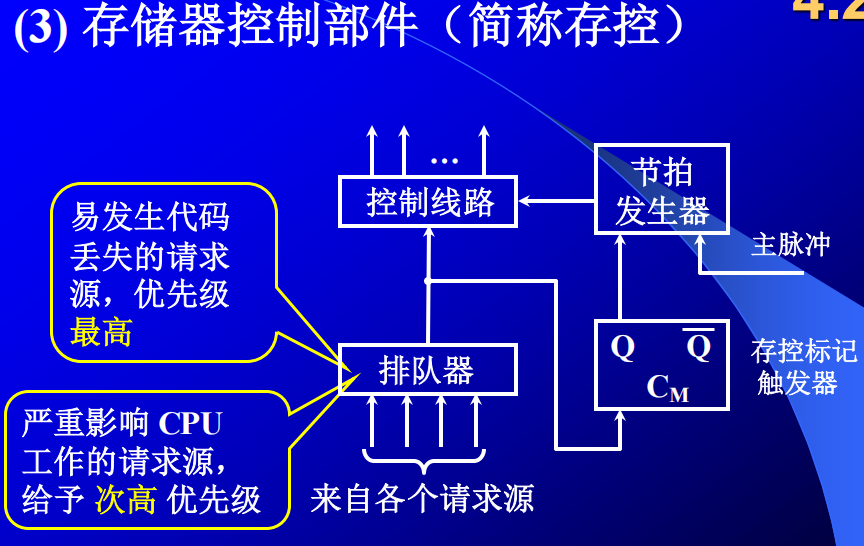 4.2
(3) 存储器控制部件（简称存控）
…
控制线路
节拍
发生器
主脉冲
易发生代码
丢失的请求
源，优先级
最高
排队器
Q Q̅
C_M
存控标记
触发器
严重影响 CPU
工作的请求源，
给予 次高 优先级
来自各个请求源